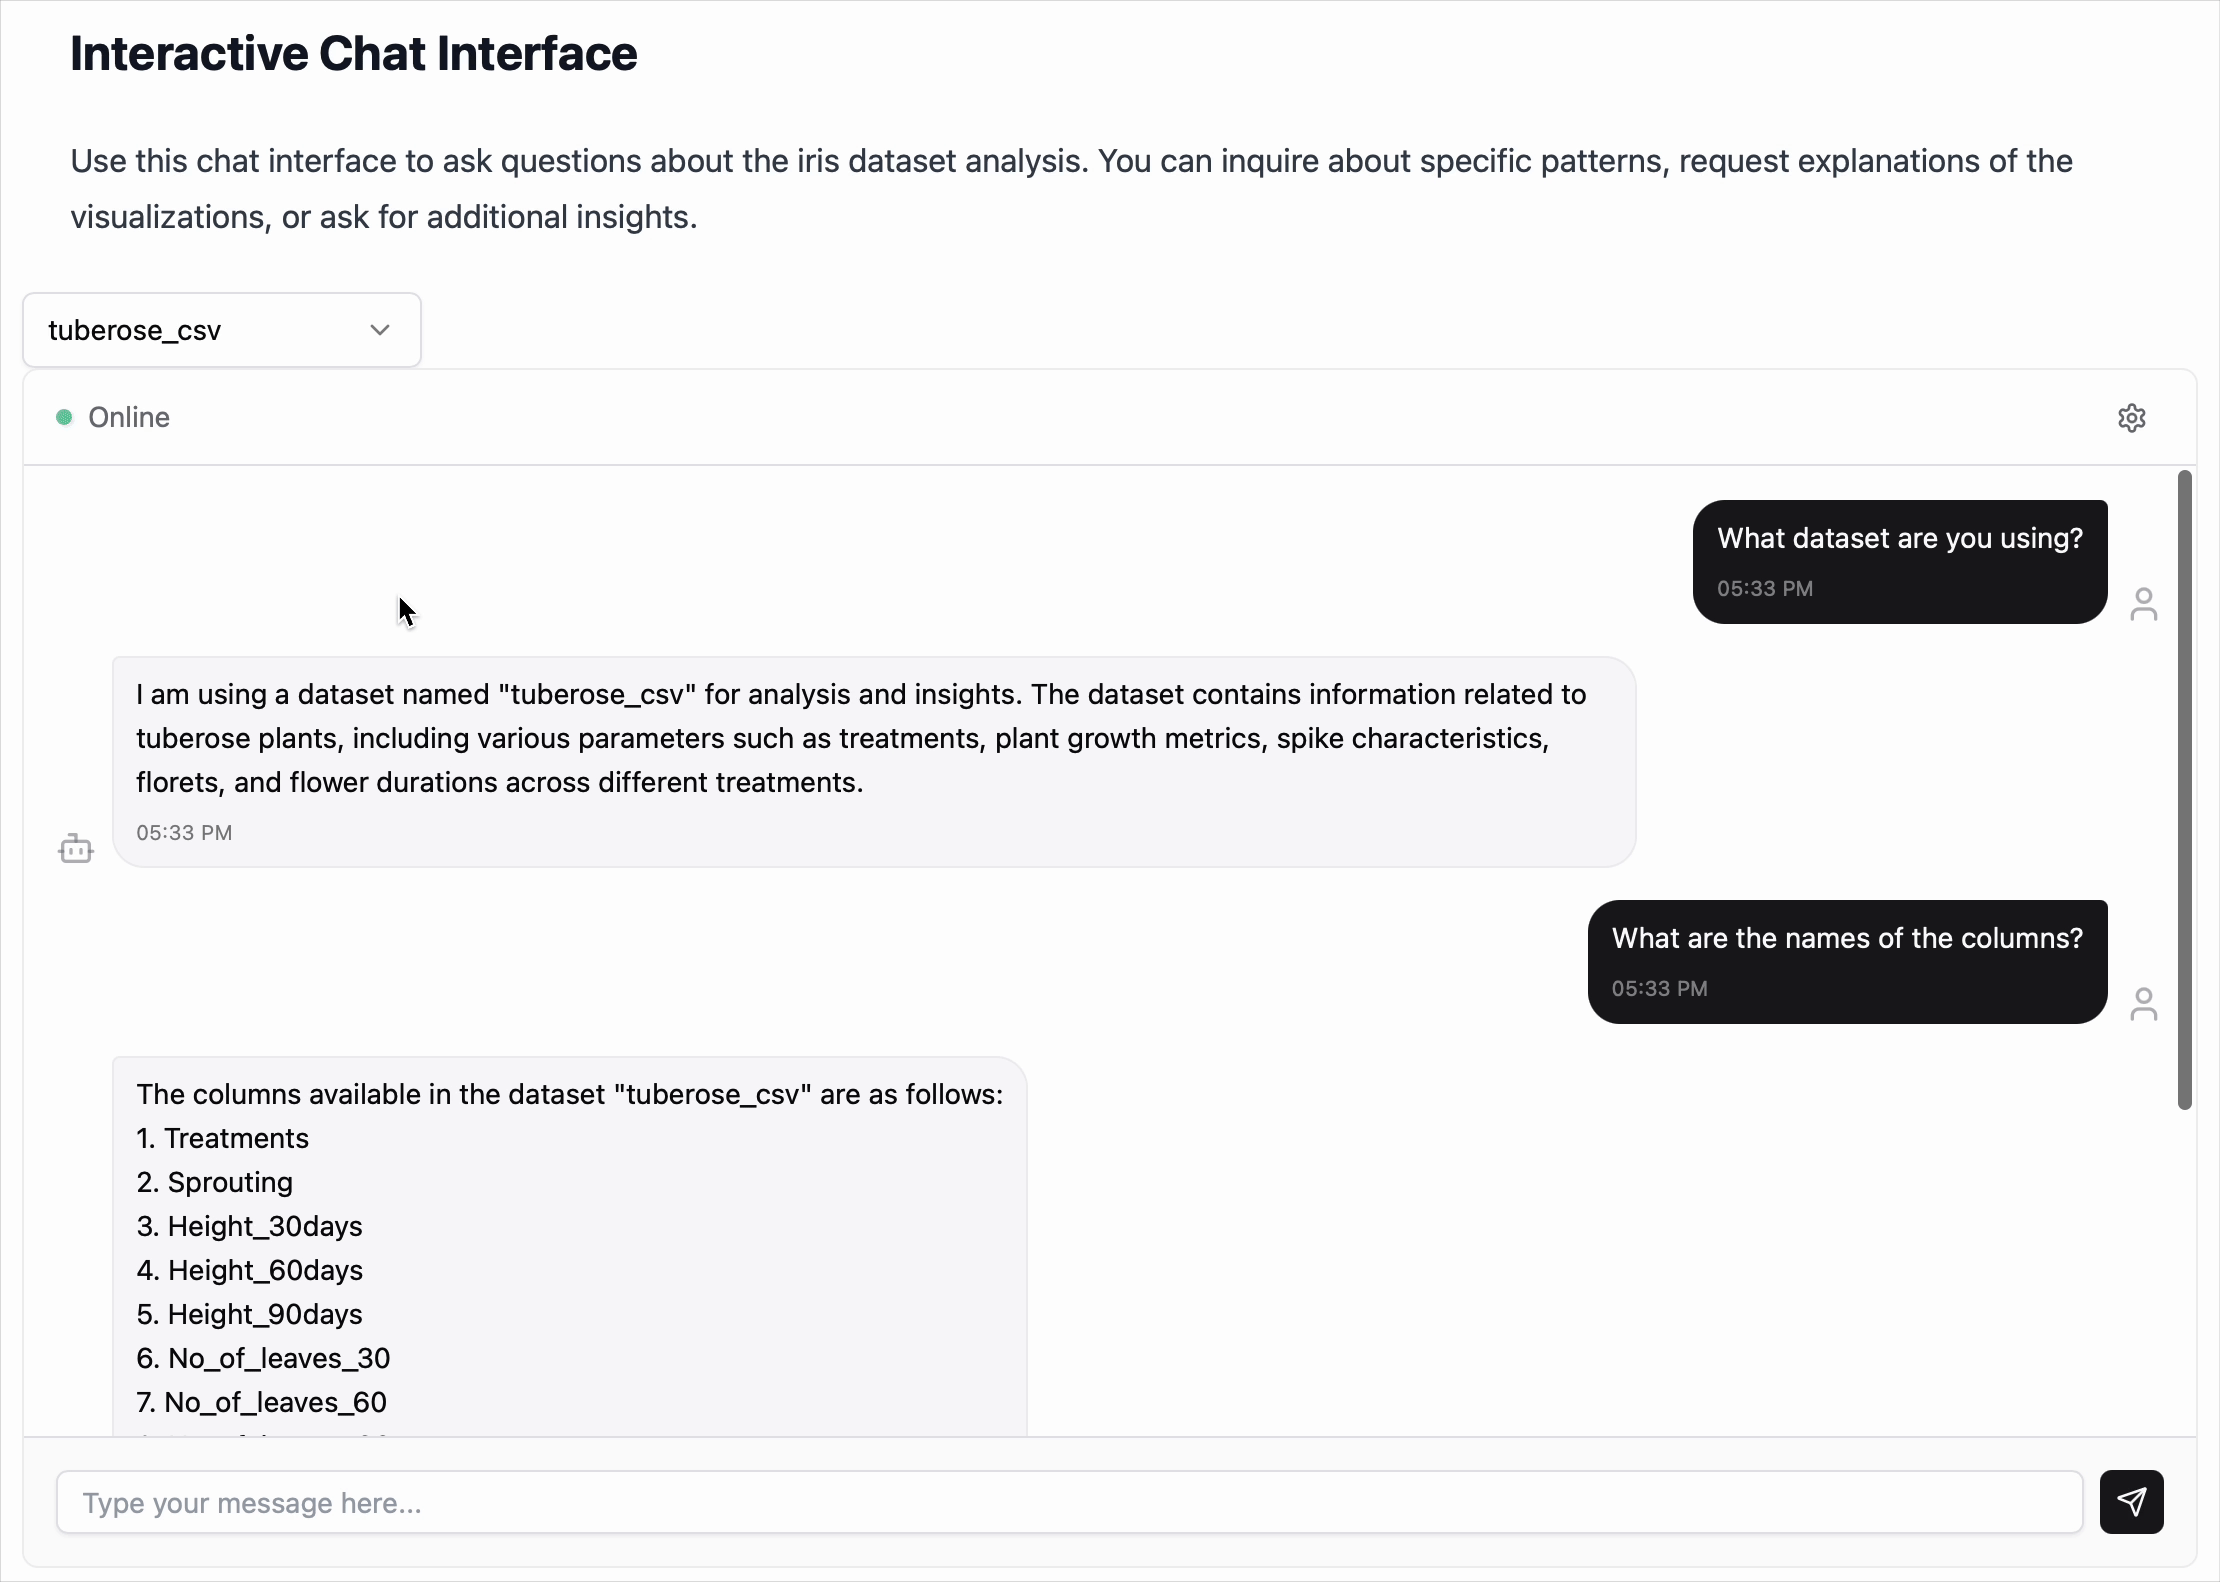 Interactive Chat Interface
Use this chat interface to ask questions about the iris dataset analysis. You can inquire about specific patterns, request explanations of the
visualizations, or ask for additional insights.
tuberose_csv
Online
What dataset are you using?
05:33 PM
I am using a dataset named "tuberose_csv" for analysis and insights. The dataset contains information related to
tuberose plants, including various parameters such as treatments, plant growth metrics, spike characteristics,
florets, and flower durations across different treatments.
05:33 PM
What are the names of the columns?
05:33 PM
The columns available in the dataset "tuberose_csv" are as follows:
1. Treatments
2. Sprouting
3. Height_30days
4. Height_60days
5. Height_90days
6. No_of_leaves_30
7. No_of_leaves_60
Type your message here...